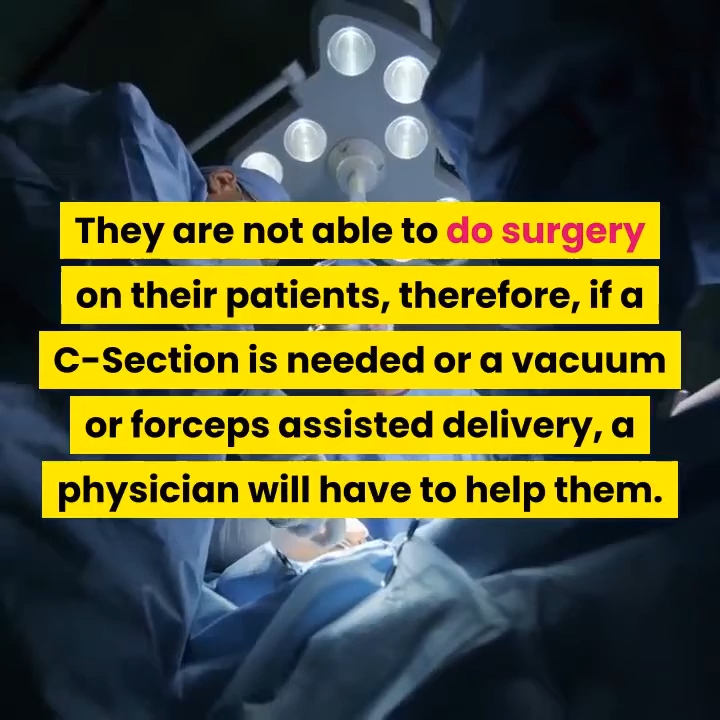 They are not able to do surgery
on their patients, therefore, if a
C-Section is needed or a vacuum
or forceps assisted delivery, a
physician will have to help them.